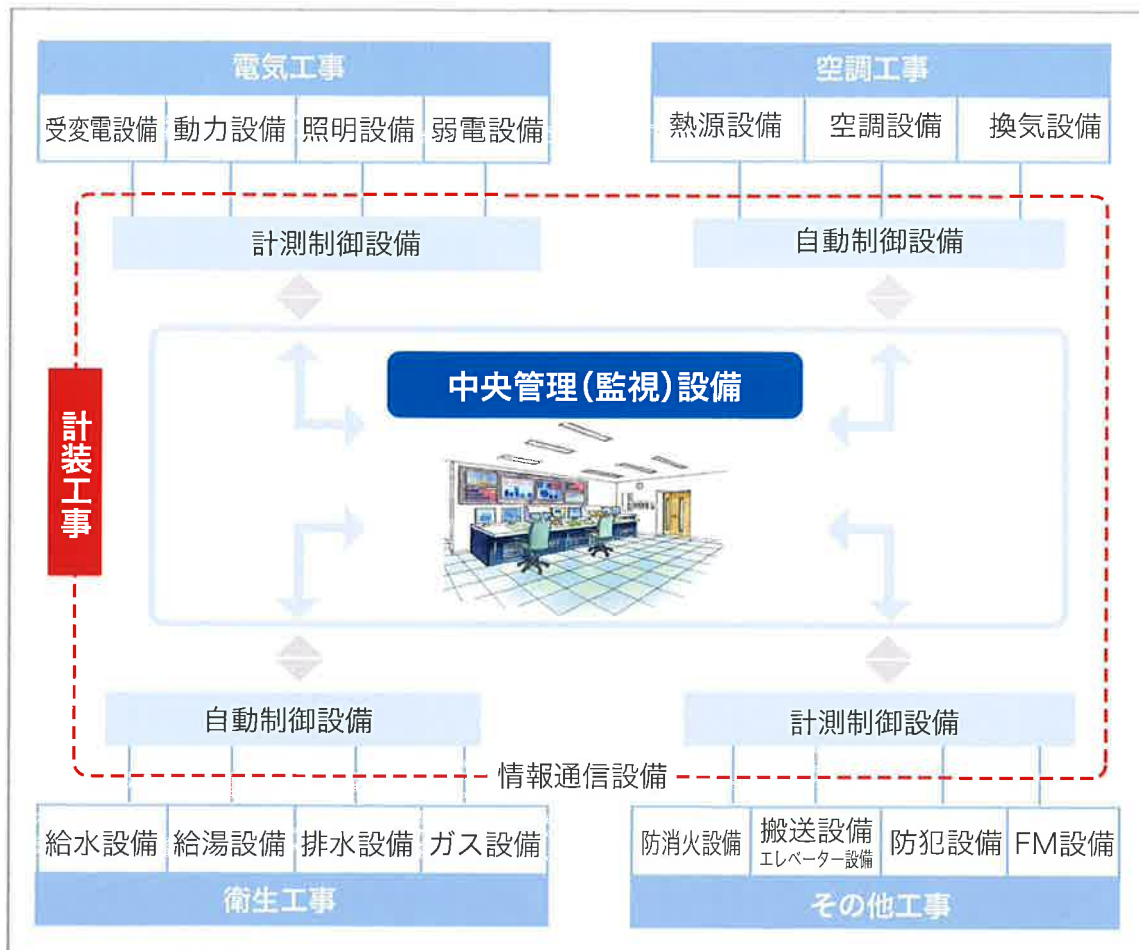 電気工事
空調工事
受変電設備 動力設備 照明設備 弱電設備
熱源設備 空調設備 換気設備
計測制御設備
自動制御設備
中央管理(監視)設備
計装工事
自動制御設備
計測制御設備
情報通信設備
給水設備 給湯設備 排水設備 ガス設備
防消火設備 搬送設備 防犯設備 FM設備
エレベーター設備
衛生工事
その他工事